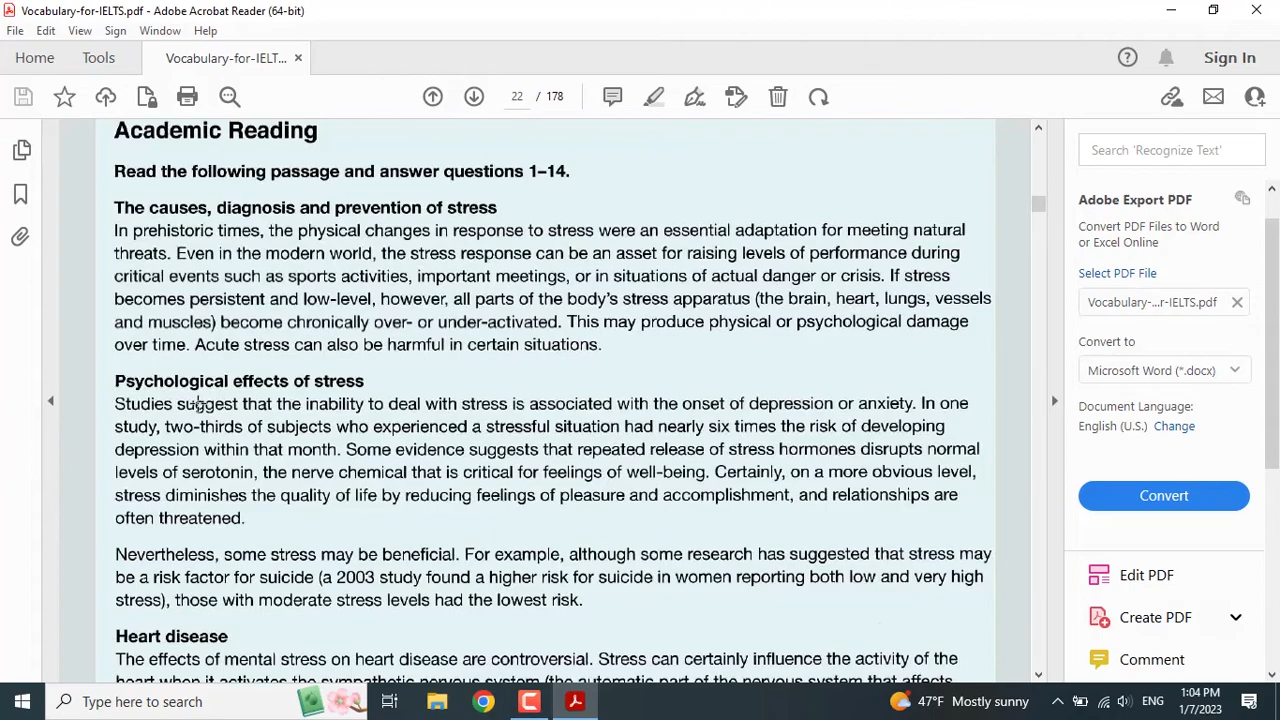 Vocabulary-for-IELTS.pdf - Adobe Acrobat Reader (64-bit)
File Edit View Sign Window Help
Home Tools Vocabulary-for-IELT... × Sign In
22 / 178
Academic Reading
Read the following passage and answer questions 1–14.
The causes, diagnosis and prevention of stress
In prehistoric times, the physical changes in response to stress were an essential adaptation for meeting natural
threats. Even in the modern world, the stress response can be an asset for raising levels of performance during
critical events such as sports activities, important meetings, or in situations of actual danger or crisis. If stress
becomes persistent and low-level, however, all parts of the body's stress apparatus (the brain, heart, lungs, vessels
and muscles) become chronically over- or under-activated. This may produce physical or psychological damage
over time. Acute stress can also be harmful in certain situations.
Psychological effects of stress
Studies suggest that the inability to deal with stress is associated with the onset of depression or anxiety. In one
study, two-thirds of subjects who experienced a stressful situation had nearly six times the risk of developing
depression within that month. Some evidence suggests that repeated release of stress hormones disrupts normal
levels of serotonin, the nerve chemical that is critical for feelings of well-being. Certainly, on a more obvious level,
stress diminishes the quality of life by reducing feelings of pleasure and accomplishment, and relationships are
often threatened.
Nevertheless, some stress may be beneficial. For example, although some research has suggested that stress may
be a risk factor for suicide (a 2003 study found a higher risk for suicide in women reporting both low and very high
stress), those with moderate stress levels had the lowest risk.
Heart disease
The effects of mental stress on heart disease are controversial. Stress can certainly influence the activity of the
heart when it activates the sympathetic nervous system (the automatic part of the nervous system that affects
Search 'Recognize Text'
Adobe Export PDF
Convert PDF Files to Word
or Excel Online
Select PDF File
Vocabulary-...r-IELTS.pdf ×
Convert to
Microsoft Word (*.docx)
Document Language:
English (U.S.) Change
Convert
Edit PDF
Create PDF
Comment
Type here to search
47°F Mostly sunny
ENG
1:04 PM
1/7/2023